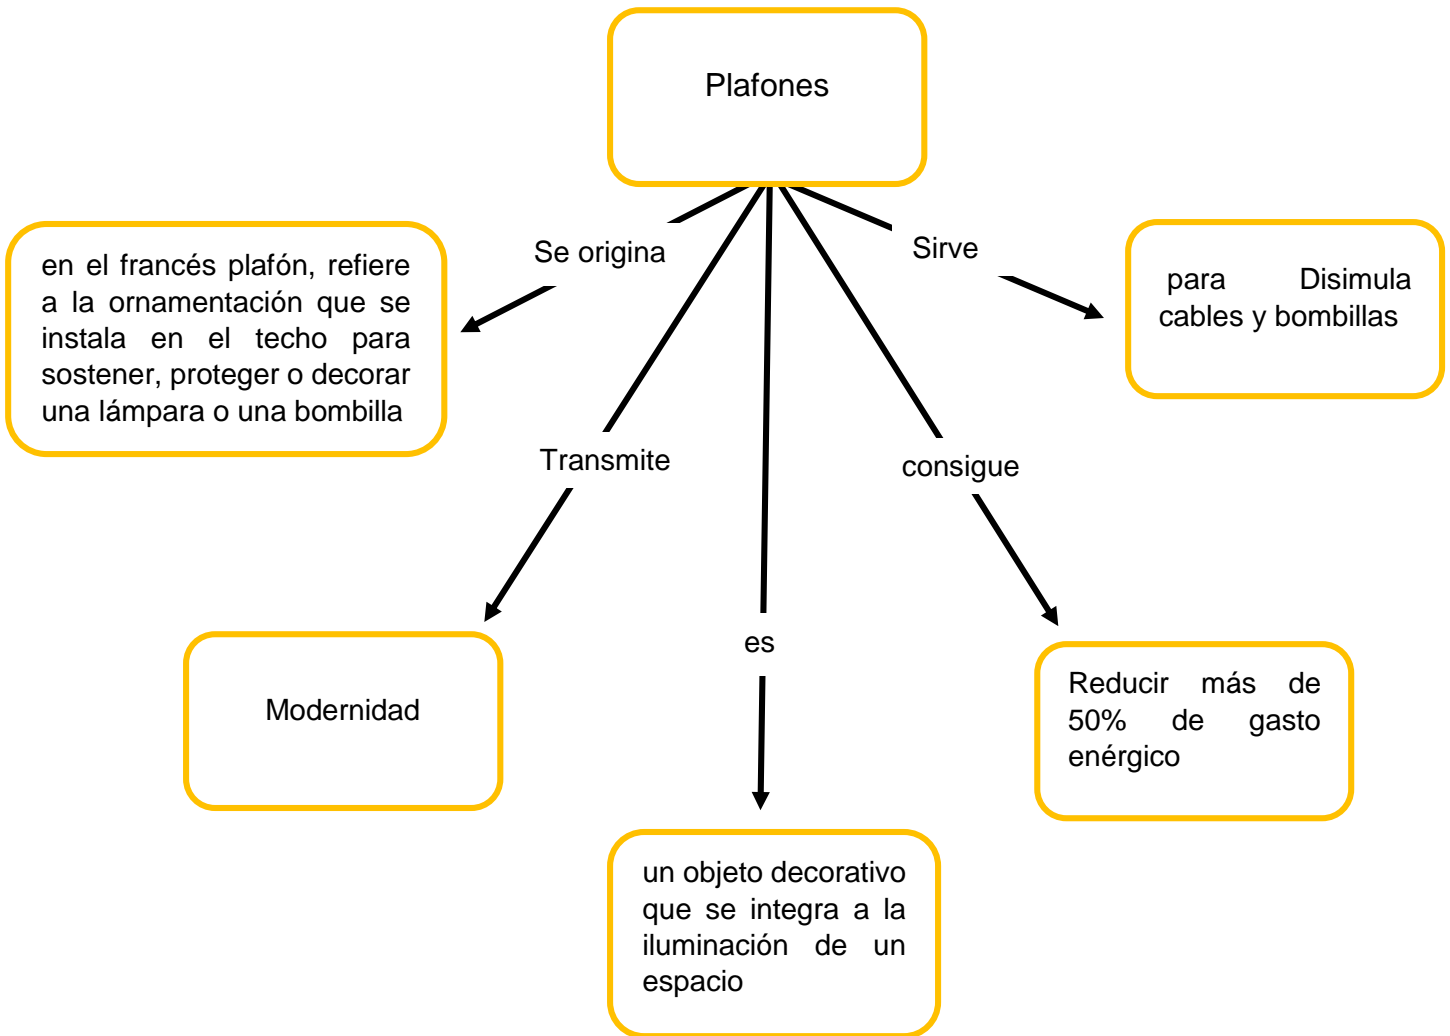 Plafones
Se origina
Sirve
en el francés plafón, refiere
a la ornamentación que se
instala en el techo para
sostener, proteger o decorar
una lámpara o una bombilla
para Disimula
cables y bombillas
Transmite
consigue
es
Modernidad
Reducir más de
50% de gasto
enérgico
un objeto decorativo
que se integra a la
iluminación de un
espacio